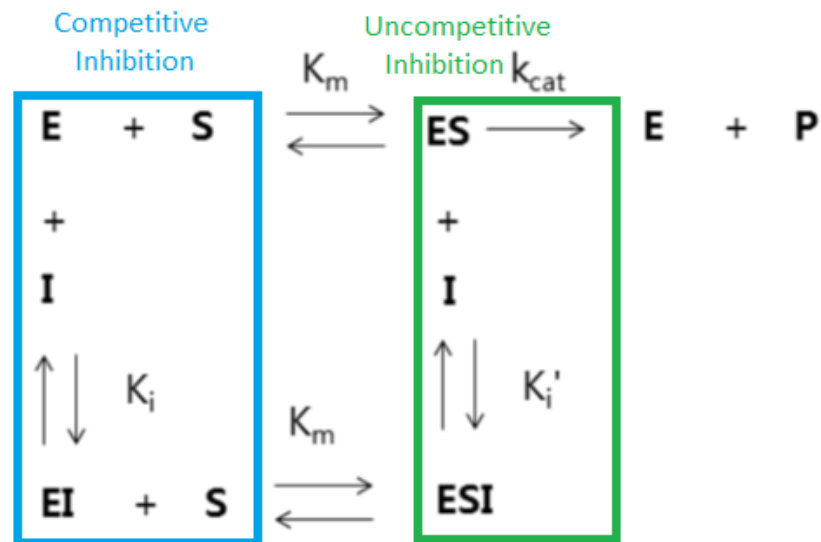 Competitive
Inhibition
Uncompetitive
Inhibition
Km
kcat
E + S
ES
E + P
+
+
I
I
Ki
Ki'
Km
EI + S
ESI